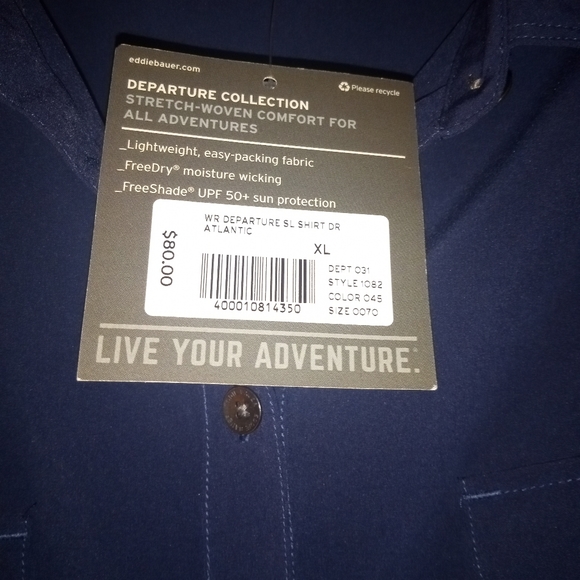 eddiebauer.com
Please recycle
DEPARTURE COLLECTION
STRETCH-WOVEN COMFORT FOR
ALL ADVENTURES
_Lightweight, easy-packing fabric
_FreeDry® moisture wicking
_FreeShade® UPF 50+ sun protection
WR DEPARTURE SL SHIRT DR
ATLANTIC
XL
$80.00
DEPT 031
STYLE 1082
COLOR 045
SIZE 0070
400010814350
LIVE YOUR ADVENTURE.